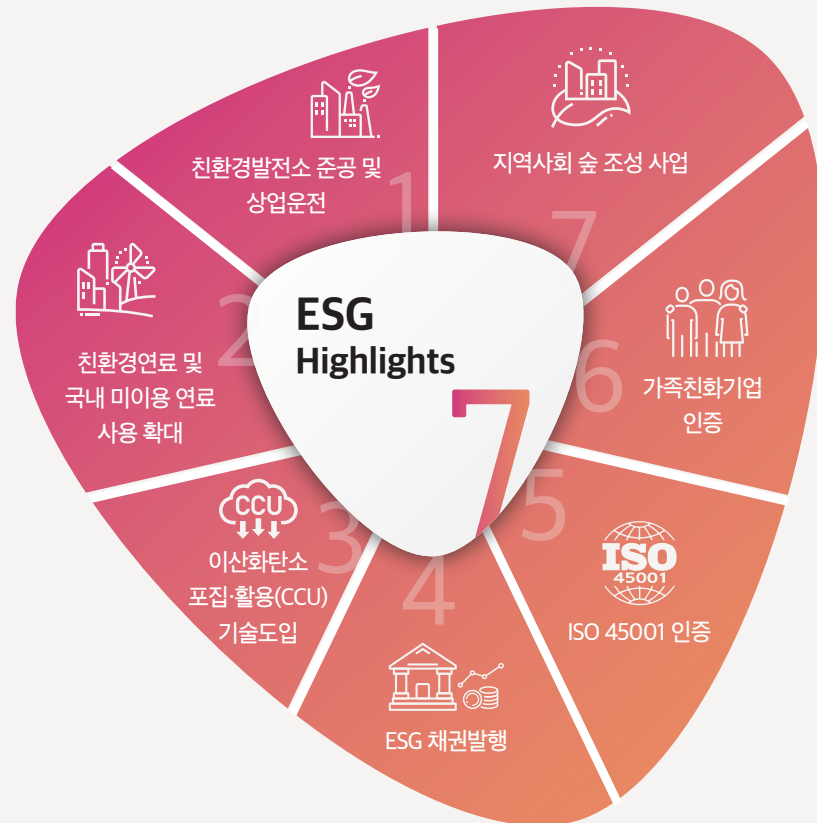 ESG
Highlights
7
1
친환경발전소 준공 및
상업운전
2
친환경연료 및
국내 미이용 연료
사용 확대
3
CCU
이산화탄소
포집·활용(CCU)
기술도입
4
ESG 채권발행
5
ISO
45001
ISO 45001 인증
6
가족친화기업
인증
7
지역사회 숲 조성 사업